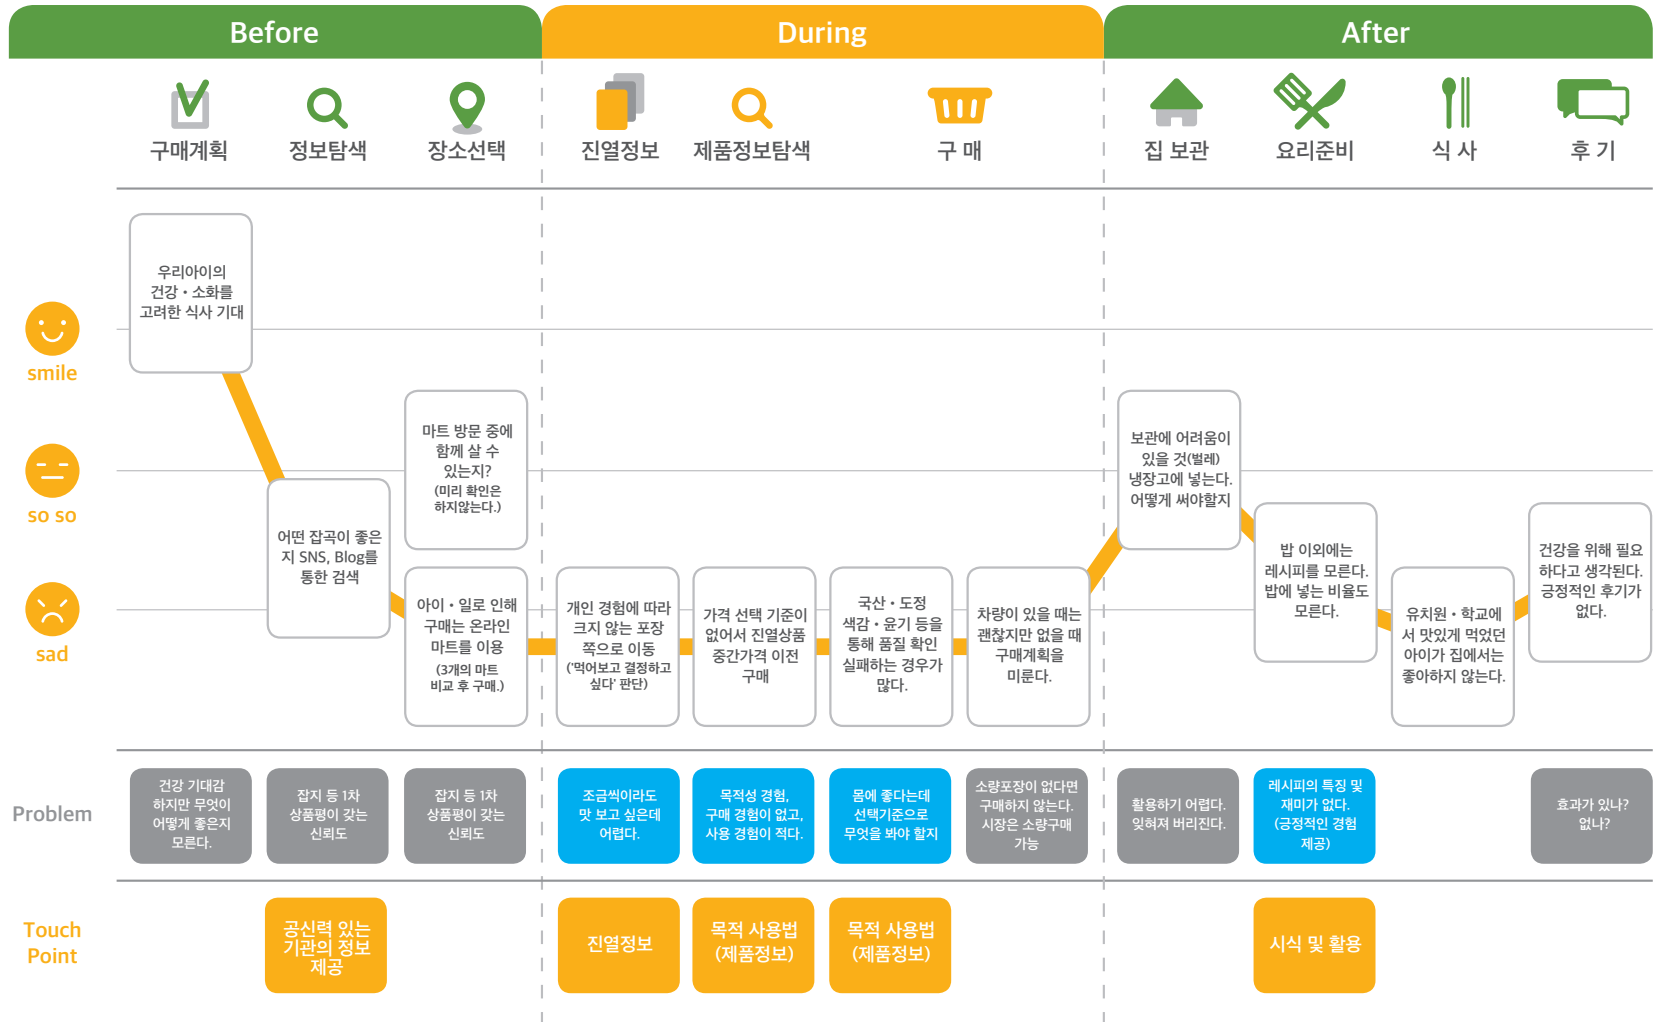 Before
During
After
구매계획
정보탐색
장소선택
진열정보
제품정보탐색
구 매
집 보관
요리준비
식 사
후 기
smile
so so
sad
우리아이의
건강・소화를
고려한 식사 기대
어떤 잡곡이 좋은
지 SNS, Blog를
통한 검색
마트 방문 중에
함께 살 수
있는지?
(미리 확인은
하지않는다.)
아이・일로 인해
구매는 온라인
마트를 이용
(3개의 마트
비교 후 구매.)
개인 경험에 따라
크지 않는 포장
쪽으로 이동
('먹어보고 결정하고
싶다' 판단)
가격 선택 기준이
없어서 진열상품
중간가격 이전
구매
국산・도정
색감・윤기 등을
통해 품질 확인
실패하는 경우가
많다.
차량이 있을 때는
괜찮지만 없을 때
구매계획을
미룬다.
보관에 어려움이
있을 것(벌레)
냉장고에 넣는다.
어떻게 써야할지
밥 이외에는
레시피를 모른다.
밥에 넣는 비율도
모른다.
유치원・학교에
서 맛있게 먹었던
아이가 집에서는
좋아하지 않는다.
건강을 위해 필요
하다고 생각된다.
긍정적인 후기가
없다.
Problem
건강 기대감
하지만 무엇이
어떻게 좋은지
모른다.
잡지 등 1차
상품평이 갖는
신뢰도
잡지 등 1차
상품평이 갖는
신뢰도
조금씩이라도
맛 보고 싶은데
어렵다.
목적성 경험,
구매 경험이 없고,
사용 경험이 적다.
몸에 좋다는데
선택기준으로
무엇을 봐야 할지
소량포장이 없다면
구매하지 않는다.
시장은 소량구매
가능
활용하기 어렵다.
잊혀져 버리진다.
레시피의 특징 및
재미가 없다.
(긍정적인 경험
제공)
효과가 있나?
없나?
Touch
Point
공신력 있는
기관의 정보
제공
진열정보
목적 사용법
(제품정보)
목적 사용법
(제품정보)
시식 및 활용